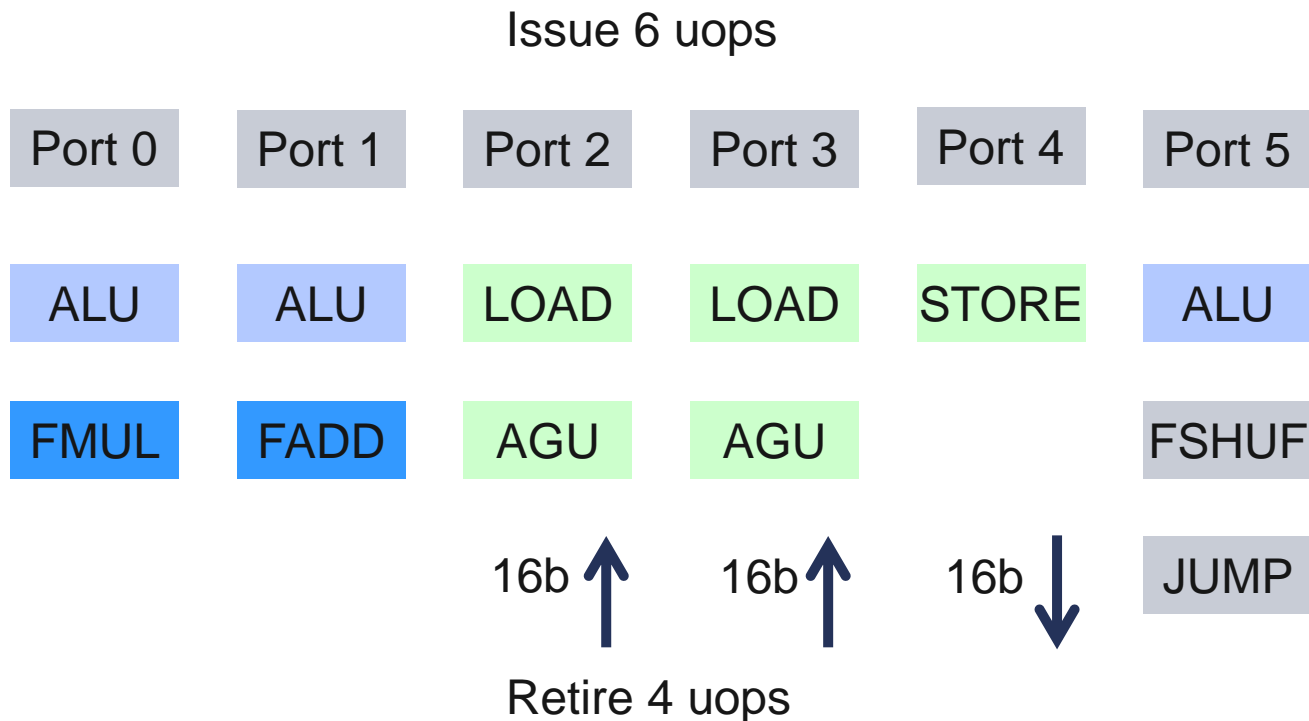 Issue 6 uops
Port 0 Port 1 Port 2 Port 3 Port 4 Port 5
ALU ALU LOAD LOAD STORE ALU
FMUL FADD AGU AGU FSHUF
16b 16b 16b JUMP
Retire 4 uops